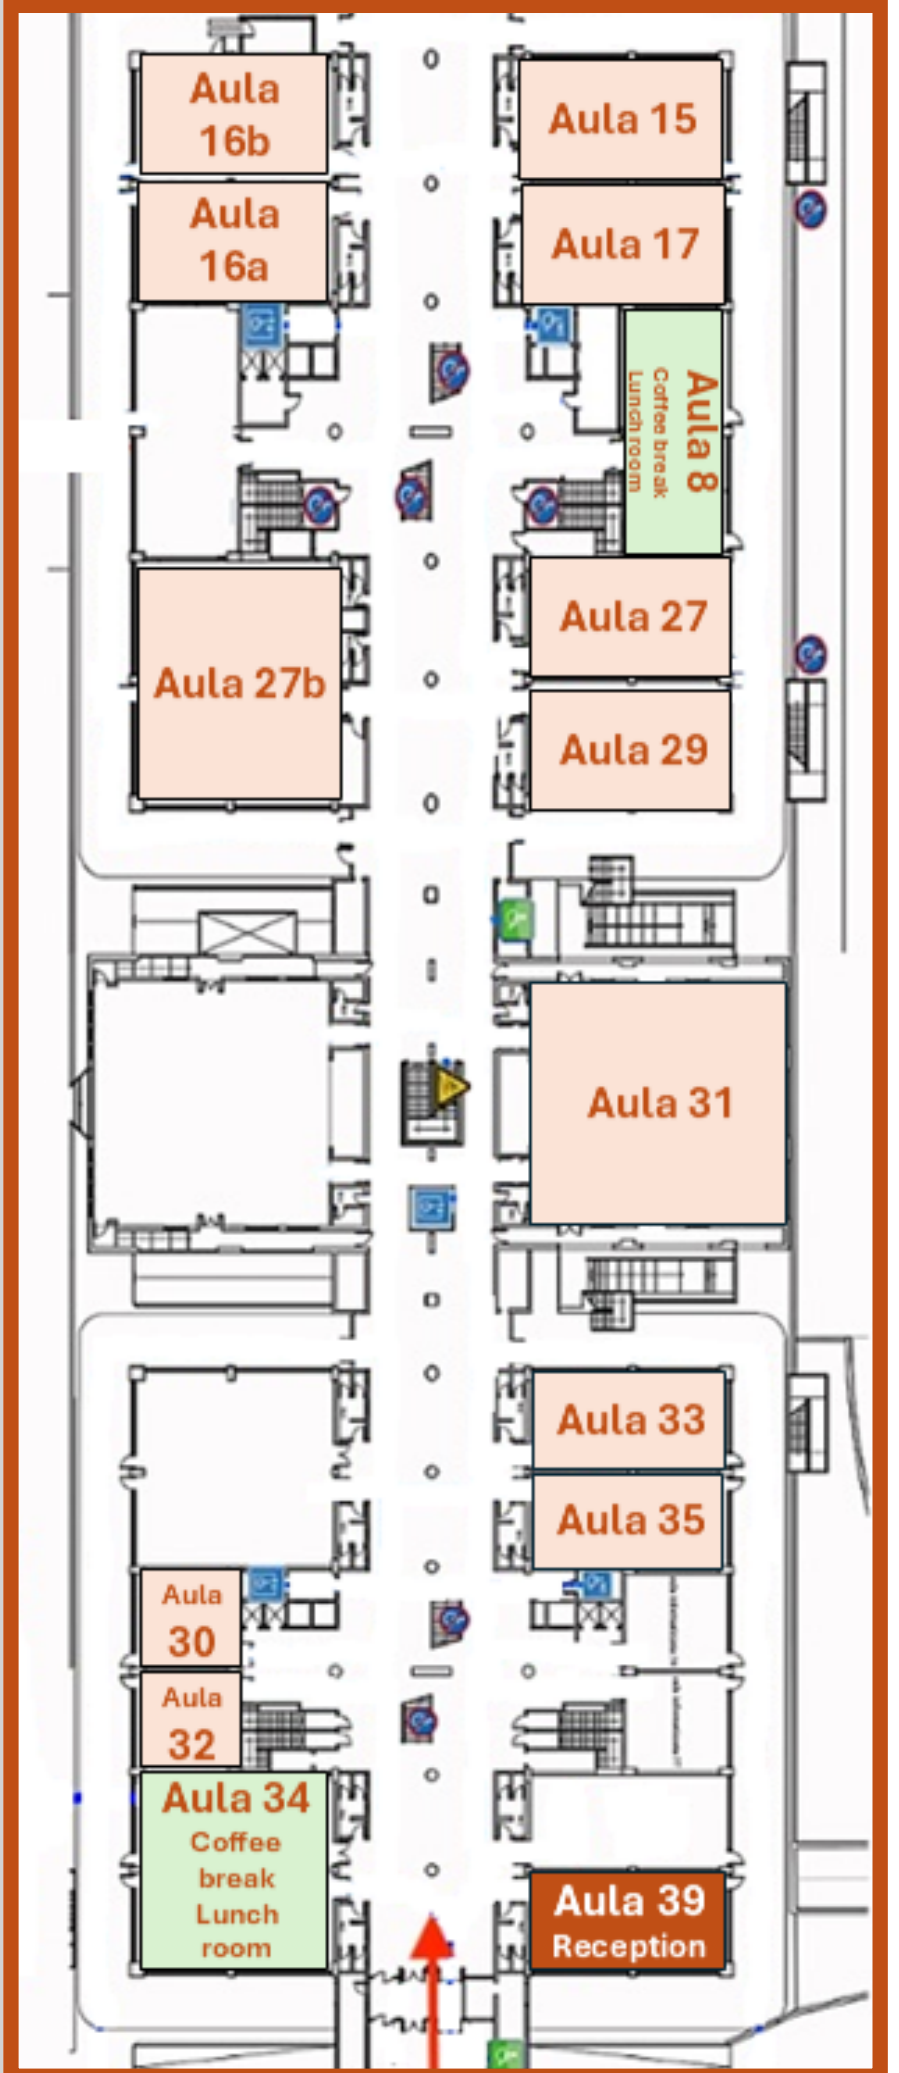 Aula
16b
Aula 15
Aula
16a
Aula 17
Aula 8
Coffee break
Lunch room
Aula 27
Aula 27b
Aula 29
Aula 31
Aula 33
Aula 35
Aula
30
Aula
32
Aula 34
Coffee
break
Lunch
room
Aula 39
Reception